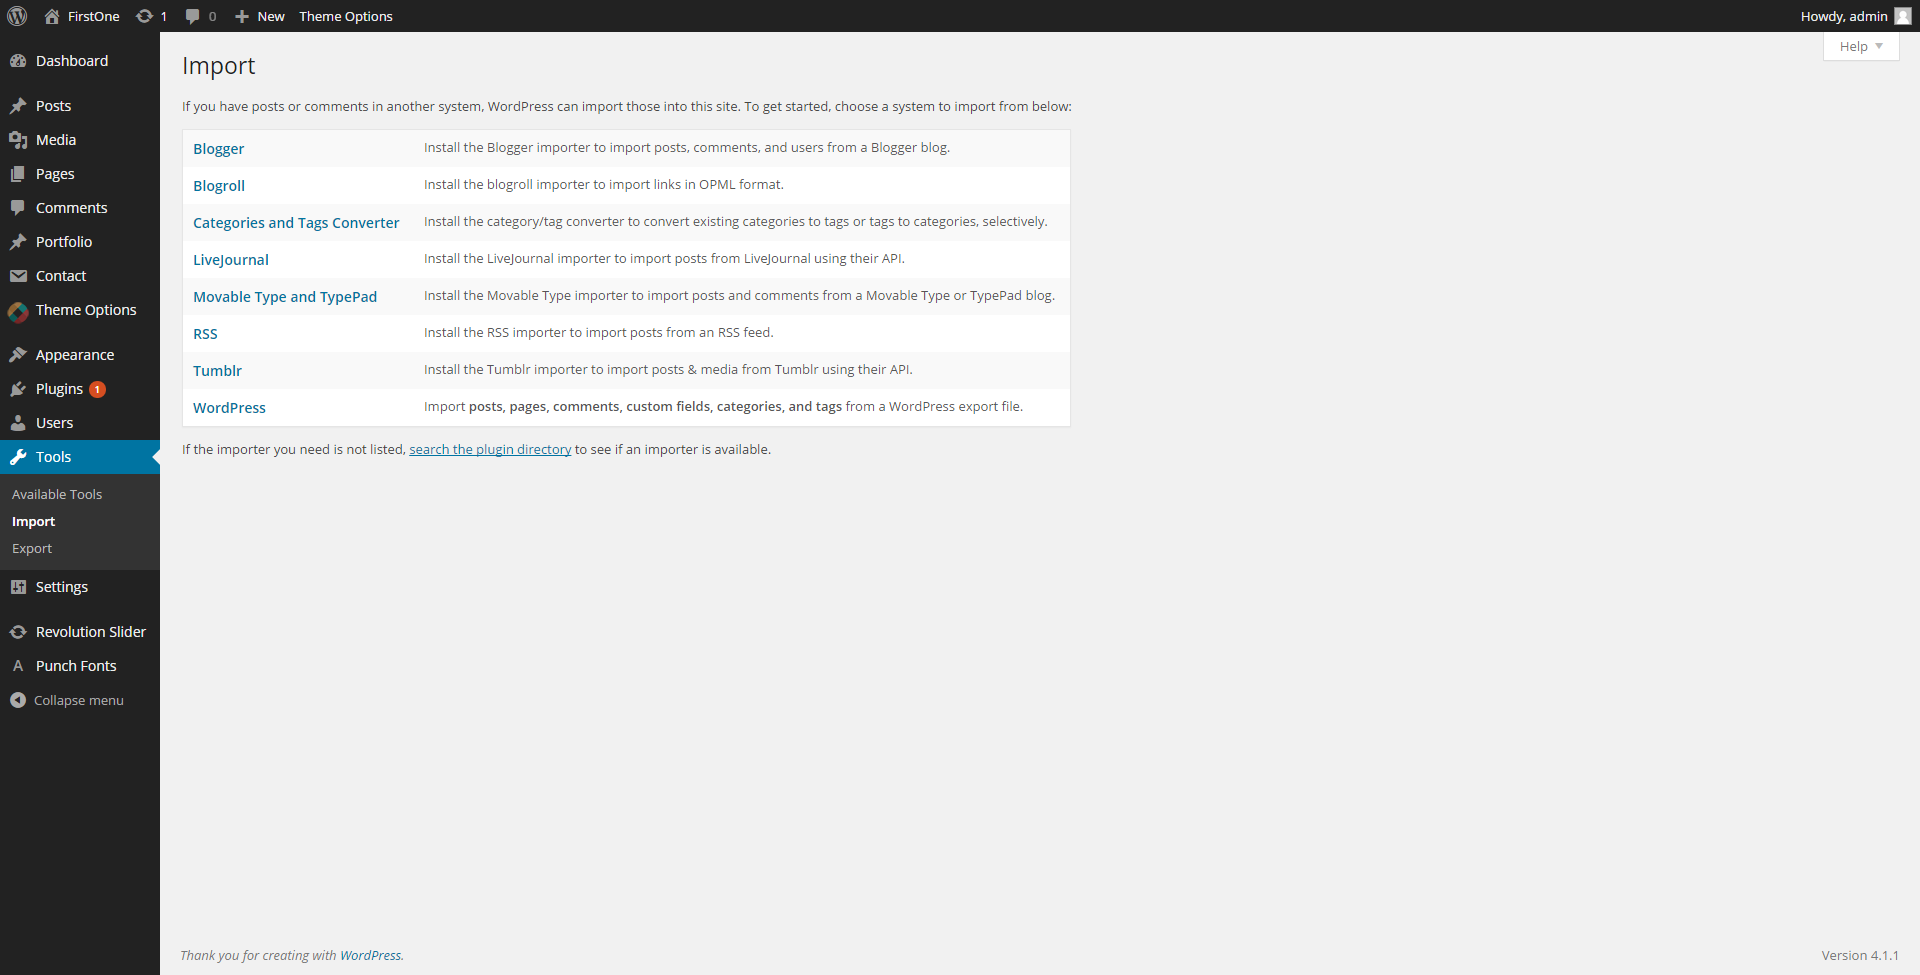 FirstOne 1 0 New Theme Options Howdy, admin
Help
Dashboard
Posts
Media
Pages
Comments
Portfolio
Contact
Theme Options
Appearance
Plugins 1
Users
Tools
Available Tools
Import
Export
Settings
Revolution Slider
A Punch Fonts
Collapse menu
Import
If you have posts or comments in another system, WordPress can import those into this site. To get started, choose a system to import from below:
Blogger Install the Blogger importer to import posts, comments, and users from a Blogger blog.
Blogroll Install the blogroll importer to import links in OPML format.
Categories and Tags Converter Install the category/tag converter to convert existing categories to tags or tags to categories, selectively.
LiveJournal Install the LiveJournal importer to import posts from LiveJournal using their API.
Movable Type and TypePad Install the Movable Type importer to import posts and comments from a Movable Type or TypePad blog.
RSS Install the RSS importer to import posts from an RSS feed.
Tumblr Install the Tumblr importer to import posts & media from Tumblr using their API.
WordPress Import posts, pages, comments, custom fields, categories, and tags from a WordPress export file.
If the importer you need is not listed, search the plugin directory to see if an importer is available.
Thank you for creating with WordPress.
Version 4.1.1